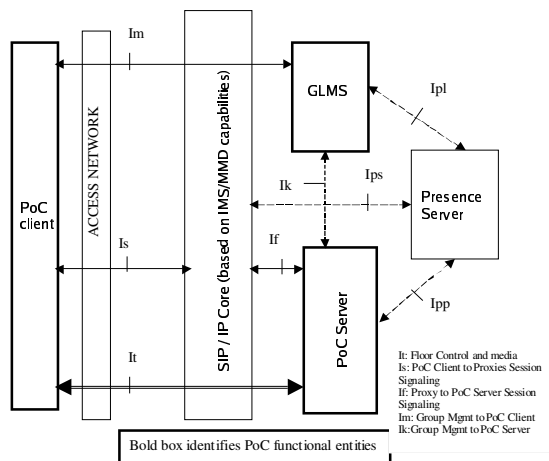 Im
GLMS
Ipl
ACCESS NETWORK
SIP / IP Core (based on IMS/MMD capabilities)
Ik
Ips
Presence
Server
PoC
client
Is
If
PoC Server
Ipp
It
It: Floor Control and media
Is: PoC Client to Proxies Session
Signaling
If: Proxy to PoC Server Session
Signaling
Im: Group Mgmt to PoC Client
Ik:Group Mgmt to PoC Server
Bold box identifies PoC functional entities